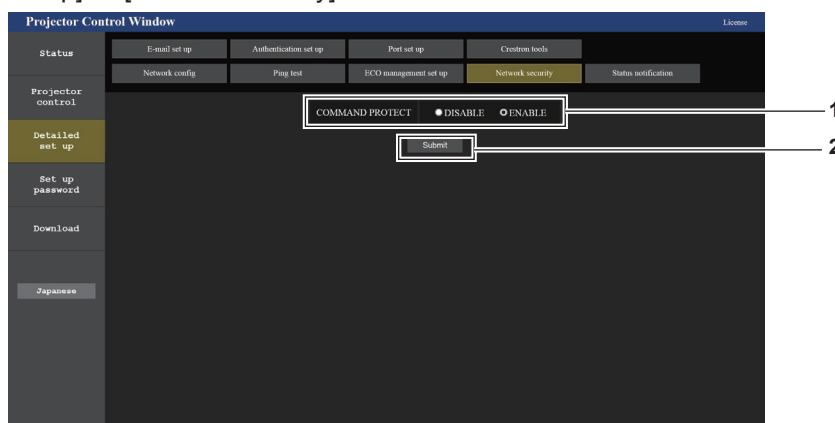 Projector Control Window License
Status
E-mail set up Authentication set up Port set up Crestron tools
Network config Ping test ECO management set up Network security Status notification
Projector
control
COMMAND PROTECT DISABLE ENABLE 1
Detailed
set up
Submit 2
Set up
password
Download
Japanese